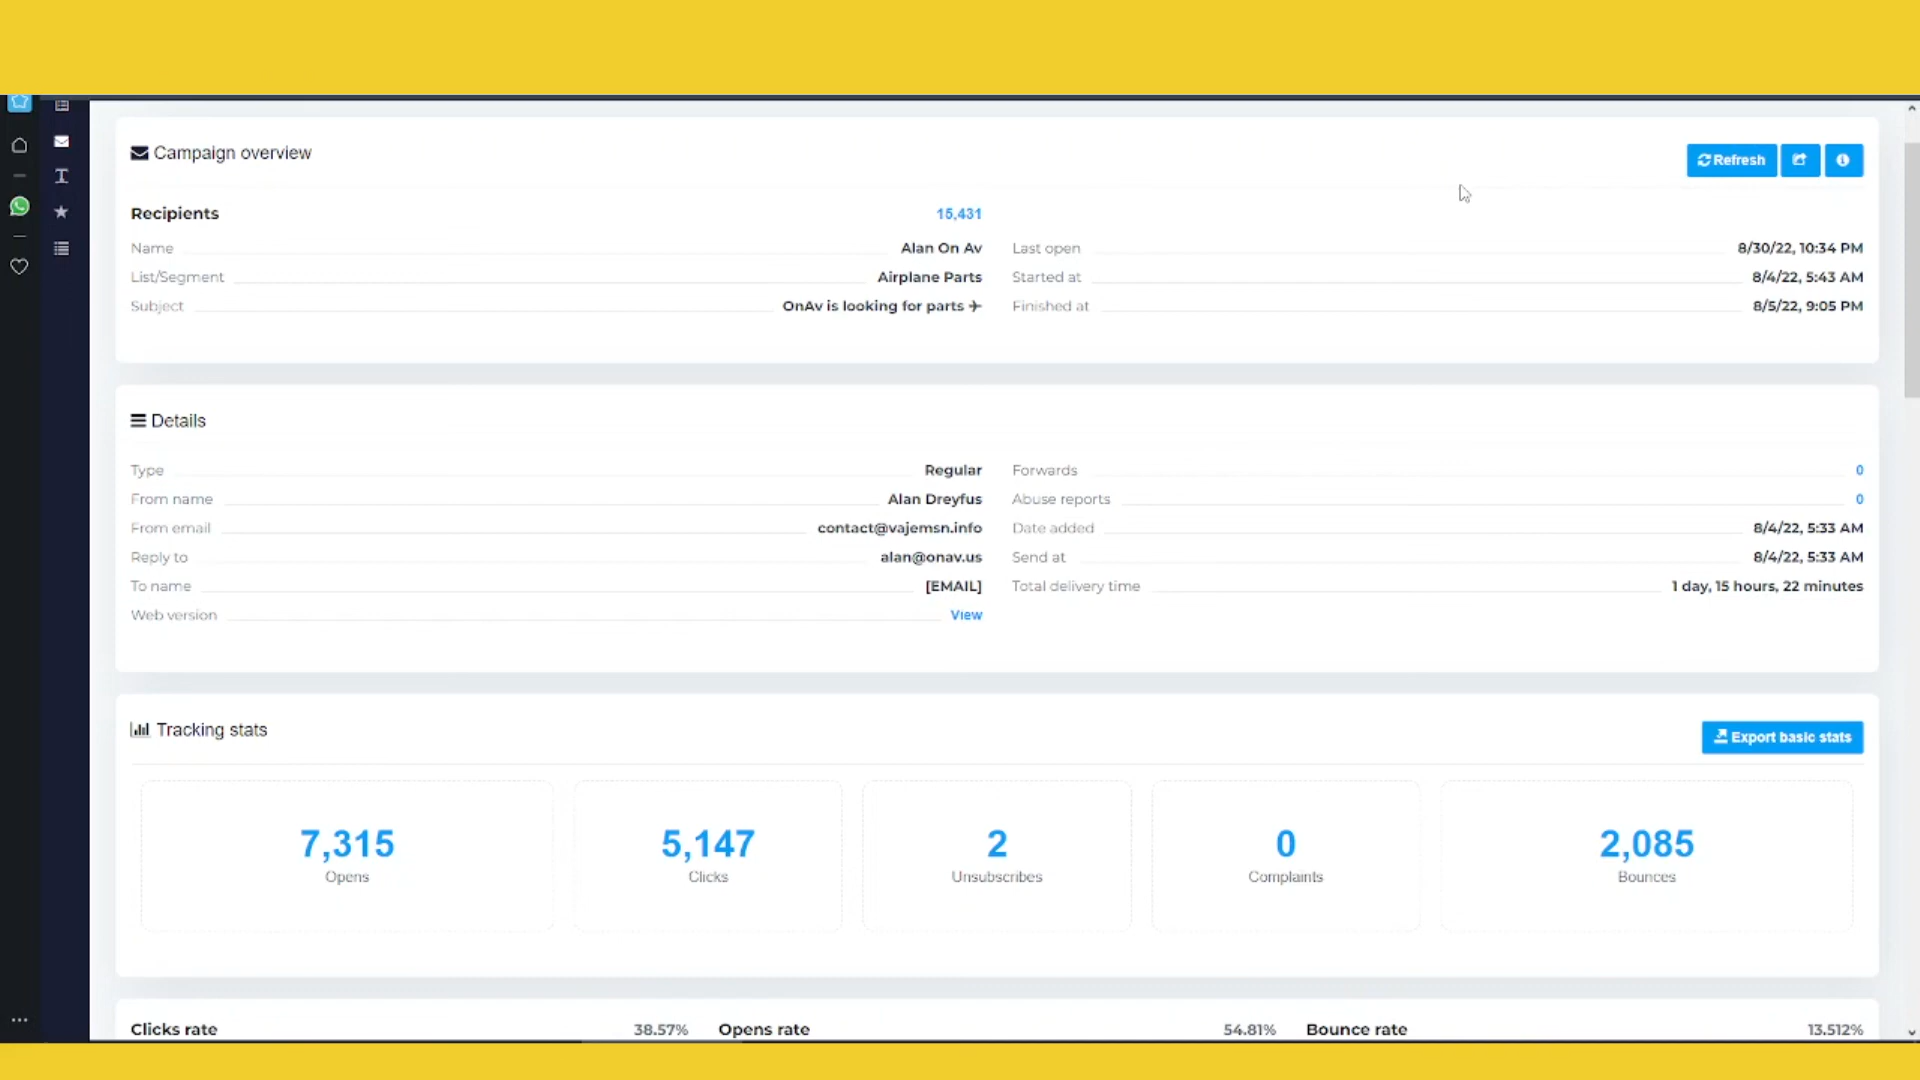 Campaign overview
Refresh
Recipients 15,431
Name Alan On Av Last open 8/30/22, 10:34 PM
List/Segment Airplane Parts Started at 8/4/22, 5:43 AM
Subject OnAv is looking for parts ✈ Finished at 8/5/22, 9:05 PM
Details
Type Regular Forwards 0
From name Alan Dreyfus Abuse reports 0
From email contact@vajemsn.info Date added 8/4/22, 5:33 AM
Reply to alan@onav.us Send at 8/4/22, 5:33 AM
To name [EMAIL] Total delivery time 1 day, 15 hours, 22 minutes
Web version View
Tracking stats
Export basic stats
7,315 5,147 2 0 2,085
Opens Clicks Unsubscribes Complaints Bounces
Clicks rate 38.57% Opens rate 54.81% Bounce rate 13.512%